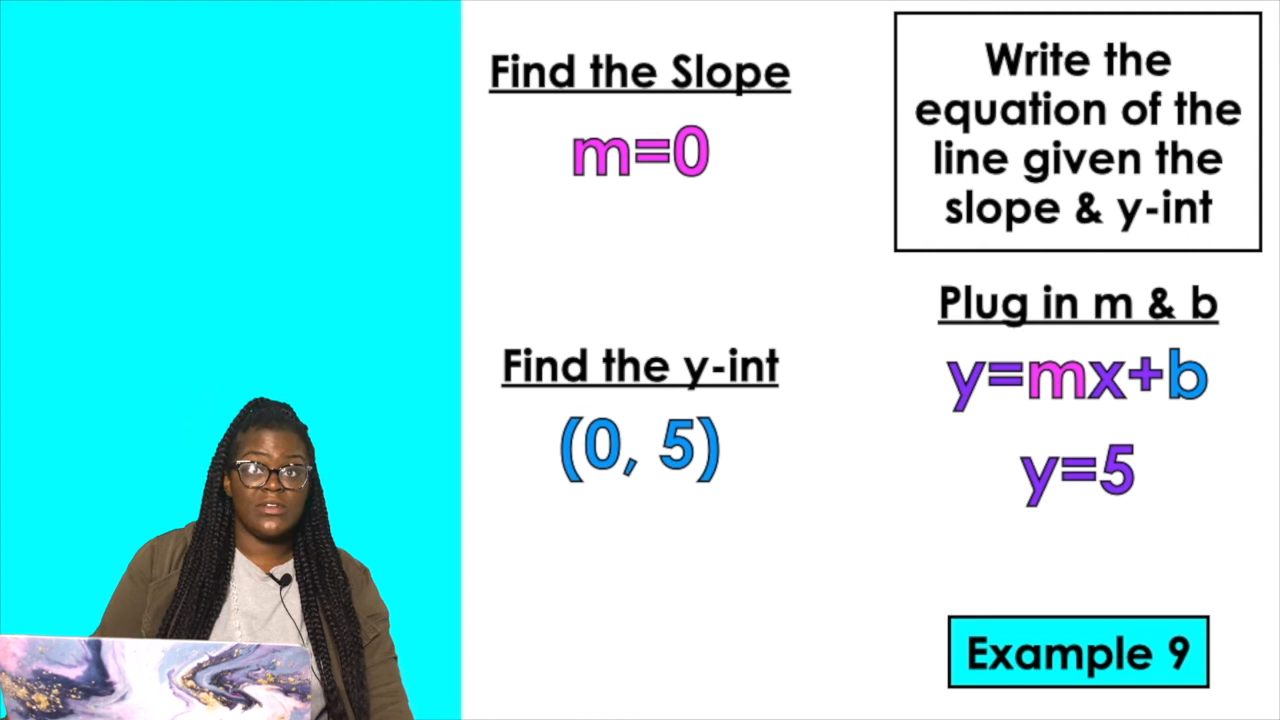 Find the Slope
m=0
Find the y-int
(0, 5)
Write the
equation of the
line given the
slope & y-int
Plug in m & b
y=mx+b
y=5
Example 9